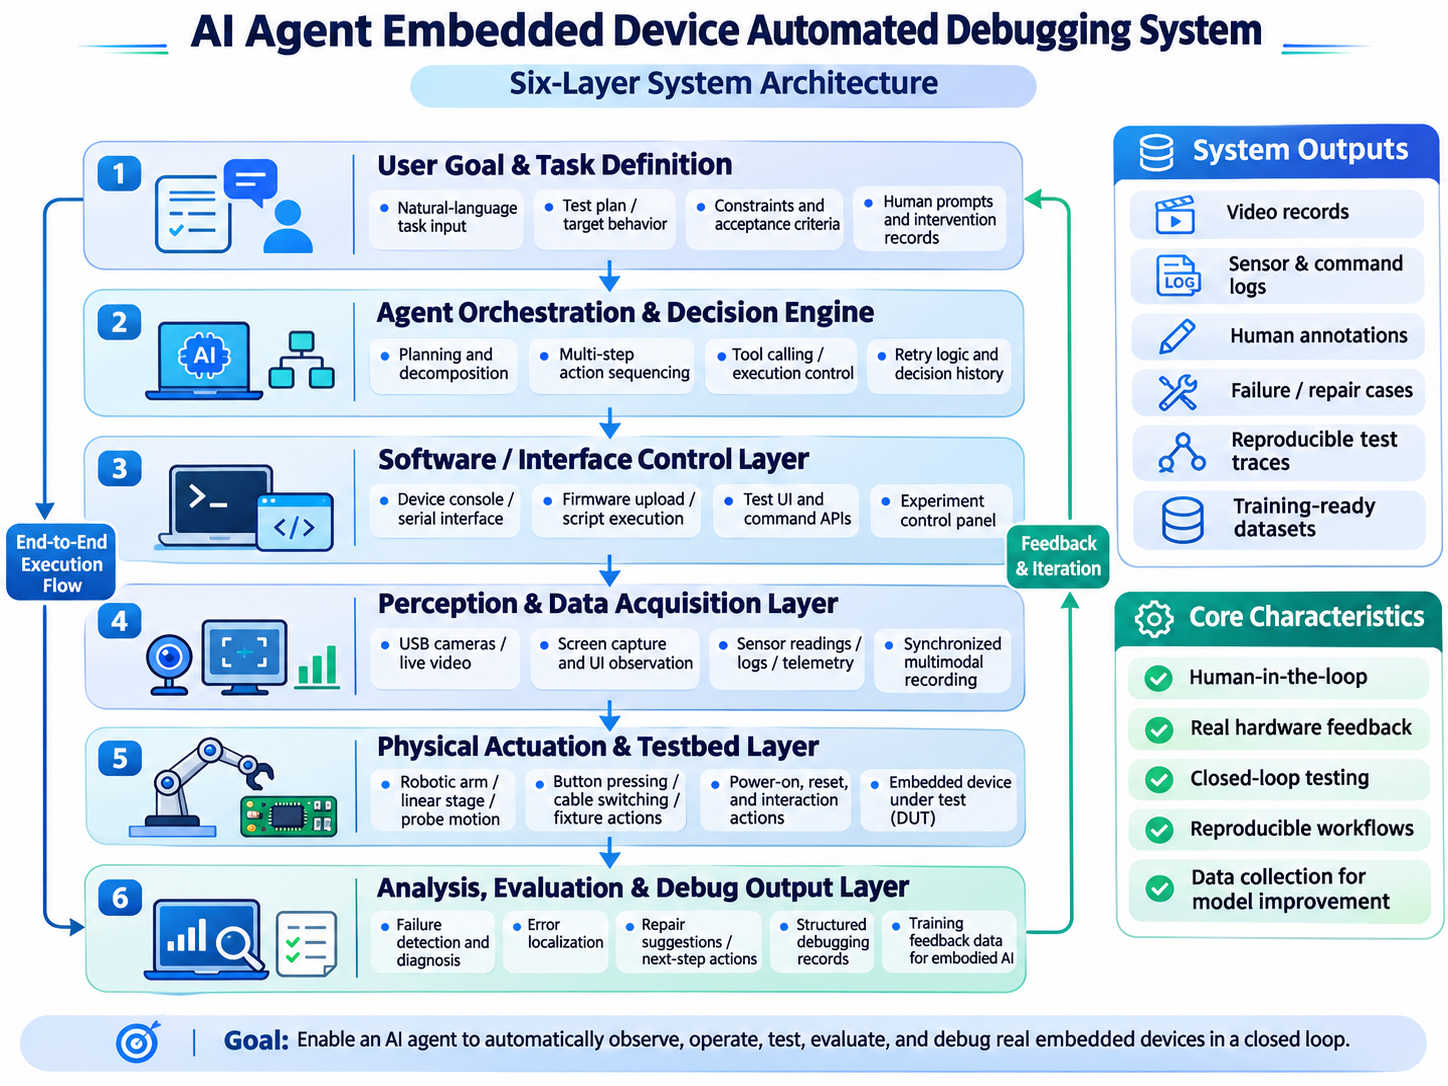 AI Agent Embedded Device Automated Debugging System
Six-Layer System Architecture
1
User Goal & Task Definition
Natural-language
task input
Test plan /
target behavior
Constraints and
acceptance criteria
Human prompts
and intervention
records
2
AI
Agent Orchestration & Decision Engine
Planning and
decomposition
Multi-step
action sequencing
Tool calling /
execution control
Retry logic and
decision history
3
>_
</>
Software / Interface Control Layer
Device console /
serial interface
Firmware upload /
script execution
Test UI and
command APIs
Experiment
control panel
End-to-End
Execution
Flow
Feedback
& Iteration
4
Perception & Data Acquisition Layer
USB cameras /
live video
Screen capture
and UI observation
Sensor readings /
logs / telemetry
Synchronized
multimodal
recording
5
Physical Actuation & Testbed Layer
Robotic arm /
linear stage /
probe motion
Button pressing /
cable switching /
fixture actions
Power-on, reset,
and interaction
actions
Embedded device
under test
(DUT)
6
Analysis, Evaluation & Debug Output Layer
Failure
detection and
diagnosis
Error
localization
Repair
suggestions /
next-step actions
Structured
debugging
records
Training
feedback data
for embodied AI
System Outputs
Video records
LOG
Sensor & command
logs
Human annotations
Failure / repair cases
Reproducible test
traces
Training-ready
datasets
Core Characteristics
Human-in-the-loop
Real hardware feedback
Closed-loop testing
Reproducible workflows
Data collection for
model improvement
Goal: Enable an AI agent to automatically observe, operate, test, evaluate, and debug real embedded devices in a closed loop.